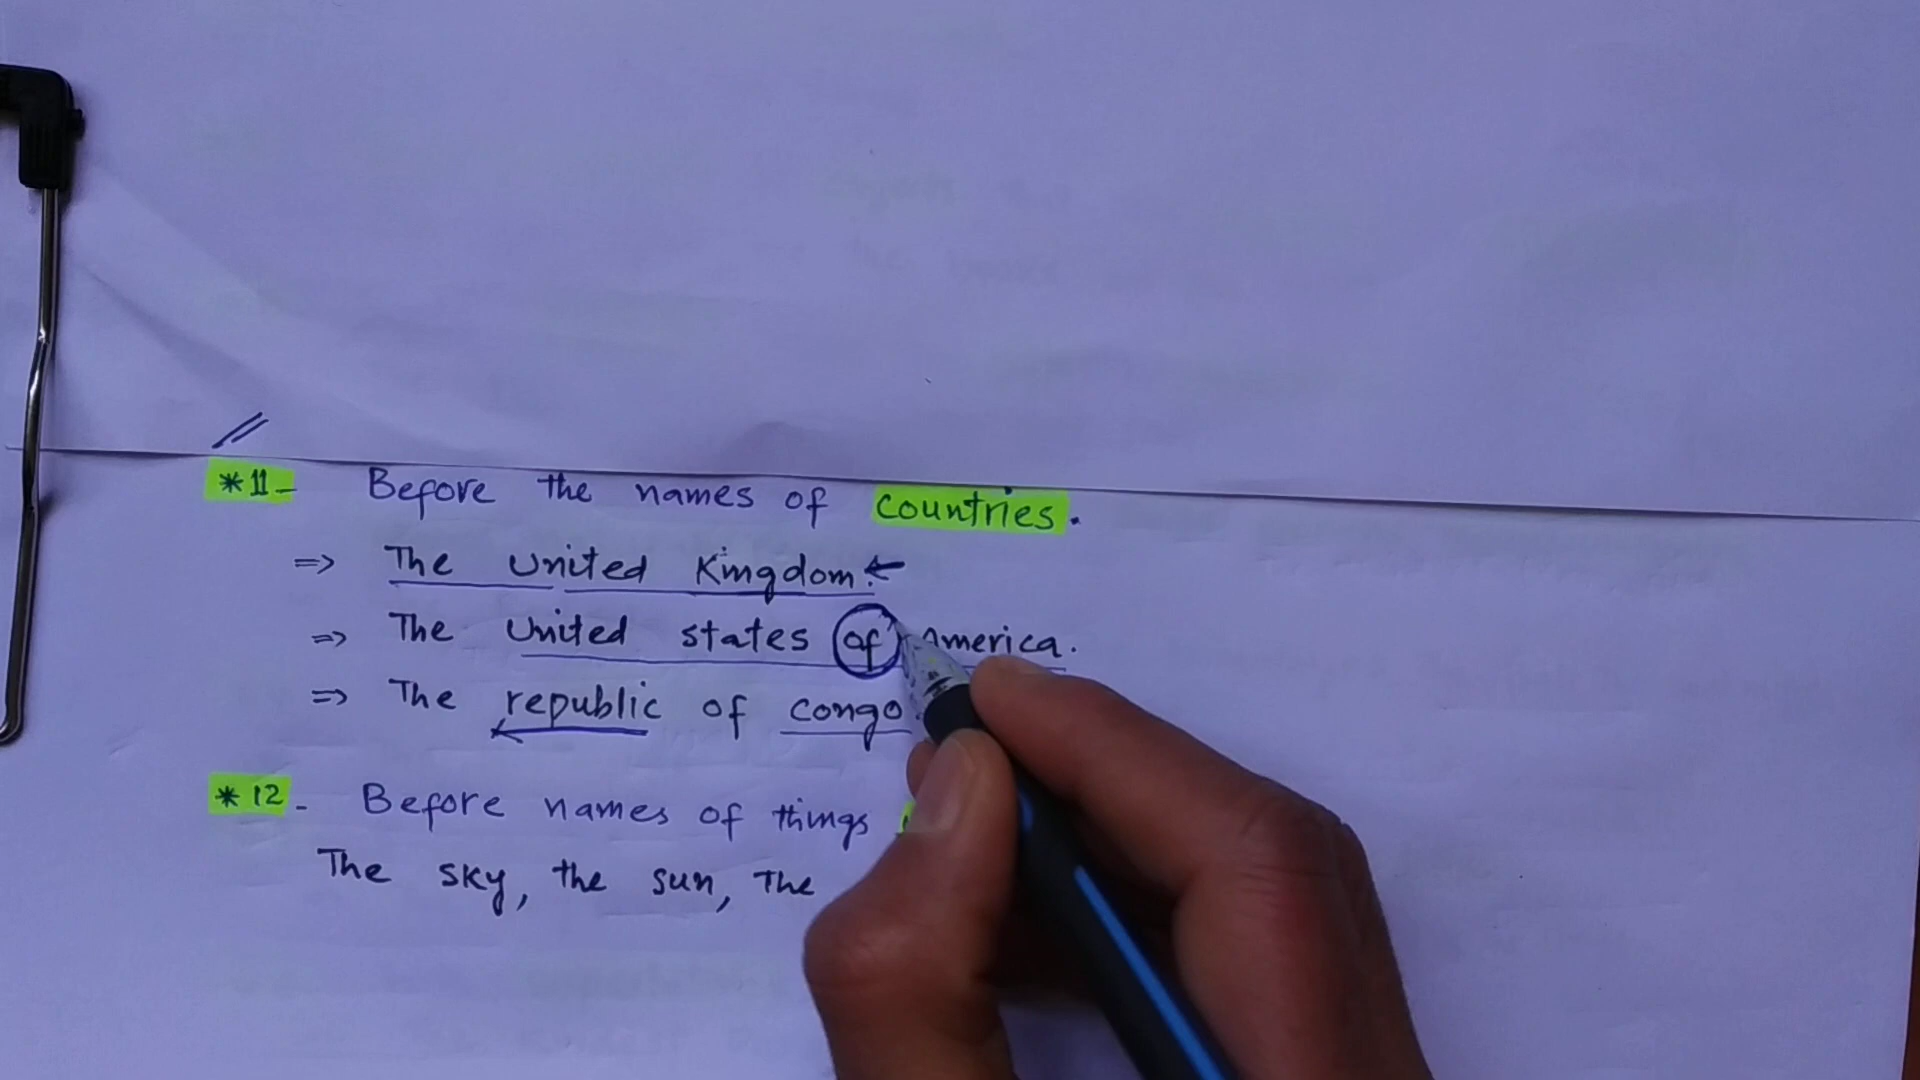 *11- Before the names of countries.
=> The United Kingdom.
=> The United states of America.
=> The republic of congo
*12- Before names of things
The sky, the sun, The